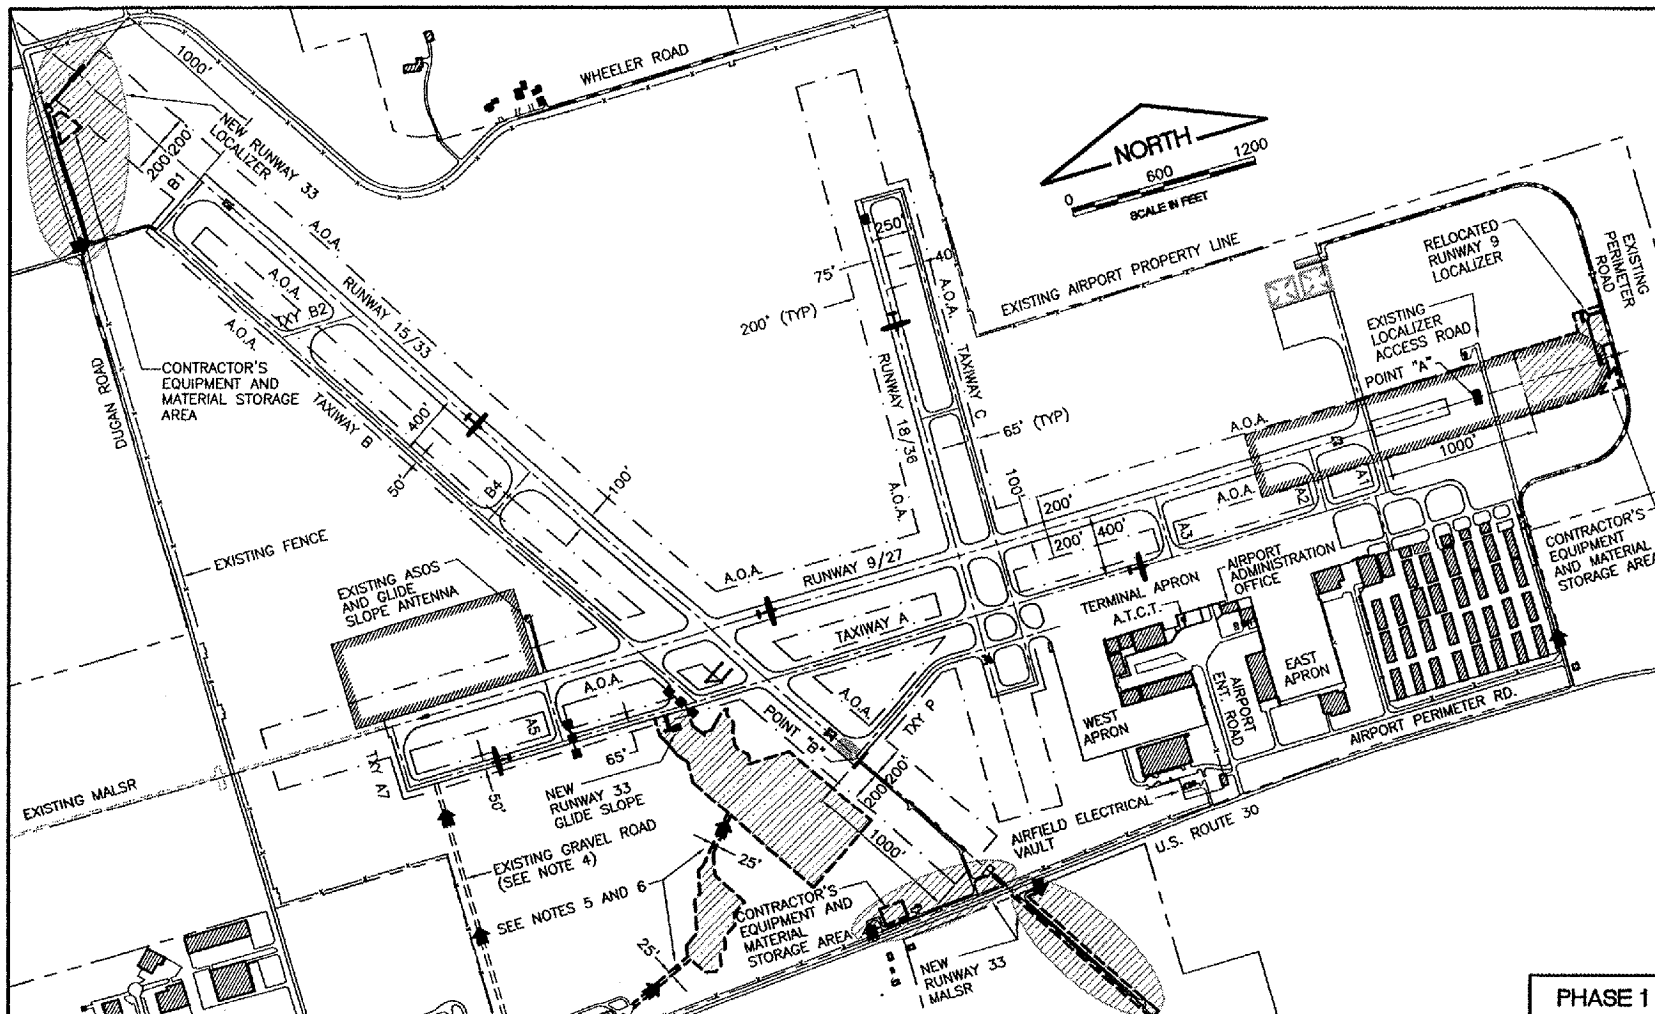 WHEELER ROAD
1000'
NEW RUNWAY 33
LOCALIZER
200'
200'
B1
A.O.A.
RUNWAY 15/33
A.O.A.
TXY B2
A.O.A.
TAXIWAY B
400'
50'
B4
100'
DUGAN ROAD
CONTRACTOR'S
EQUIPMENT AND
MATERIAL STORAGE
AREA
EXISTING FENCE
NORTH
0
600
1200
SCALE IN FEET
250'
75'
40'
200' (TYP)
A.O.A.
TAXIWAY C
RUNWAY 18/36
A.O.A.
65' (TYP)
100'
EXISTING AIRPORT PROPERTY LINE
RELOCATED
RUNWAY 9
LOCALIZER
EXISTING
PERIMETER
ROAD
EXISTING
LOCALIZER
ACCESS ROAD
POINT "A"
A.O.A.
1000'
A1
A2
A.O.A.
A3
200'
200'
400'
CONTRACTOR'S
EQUIPMENT
AND MATERIAL
STORAGE AREA
EXISTING ASOS
AND GLIDE
SLOPE ANTENNA
A.O.A.
RUNWAY 9/27
TAXIWAY A
TERMINAL APRON
A.T.C.T.
AIRPORT
ADMINISTRATION
OFFICE
A.O.A.
A5
A.O.A.
TXY P
POINT "B"
WEST
APRON
EAST
APRON
AIRPORT
ENT. ROAD
AIRPORT PERIMETER RD.
TXY A7
50'
65'
NEW
RUNWAY 33
GLIDE SLOPE
EXISTING MALSR
EXISTING GRAVEL ROAD
(SEE NOTE 4)
SEE NOTES 5 AND 6
25'
25'
200'
200'
1000'
AIRFIELD ELECTRICAL
VAULT
U.S. ROUTE 30
CONTRACTOR'S
EQUIPMENT AND
MATERIAL
STORAGE AREA
NEW
RUNWAY 33
MALSR
PHASE 1